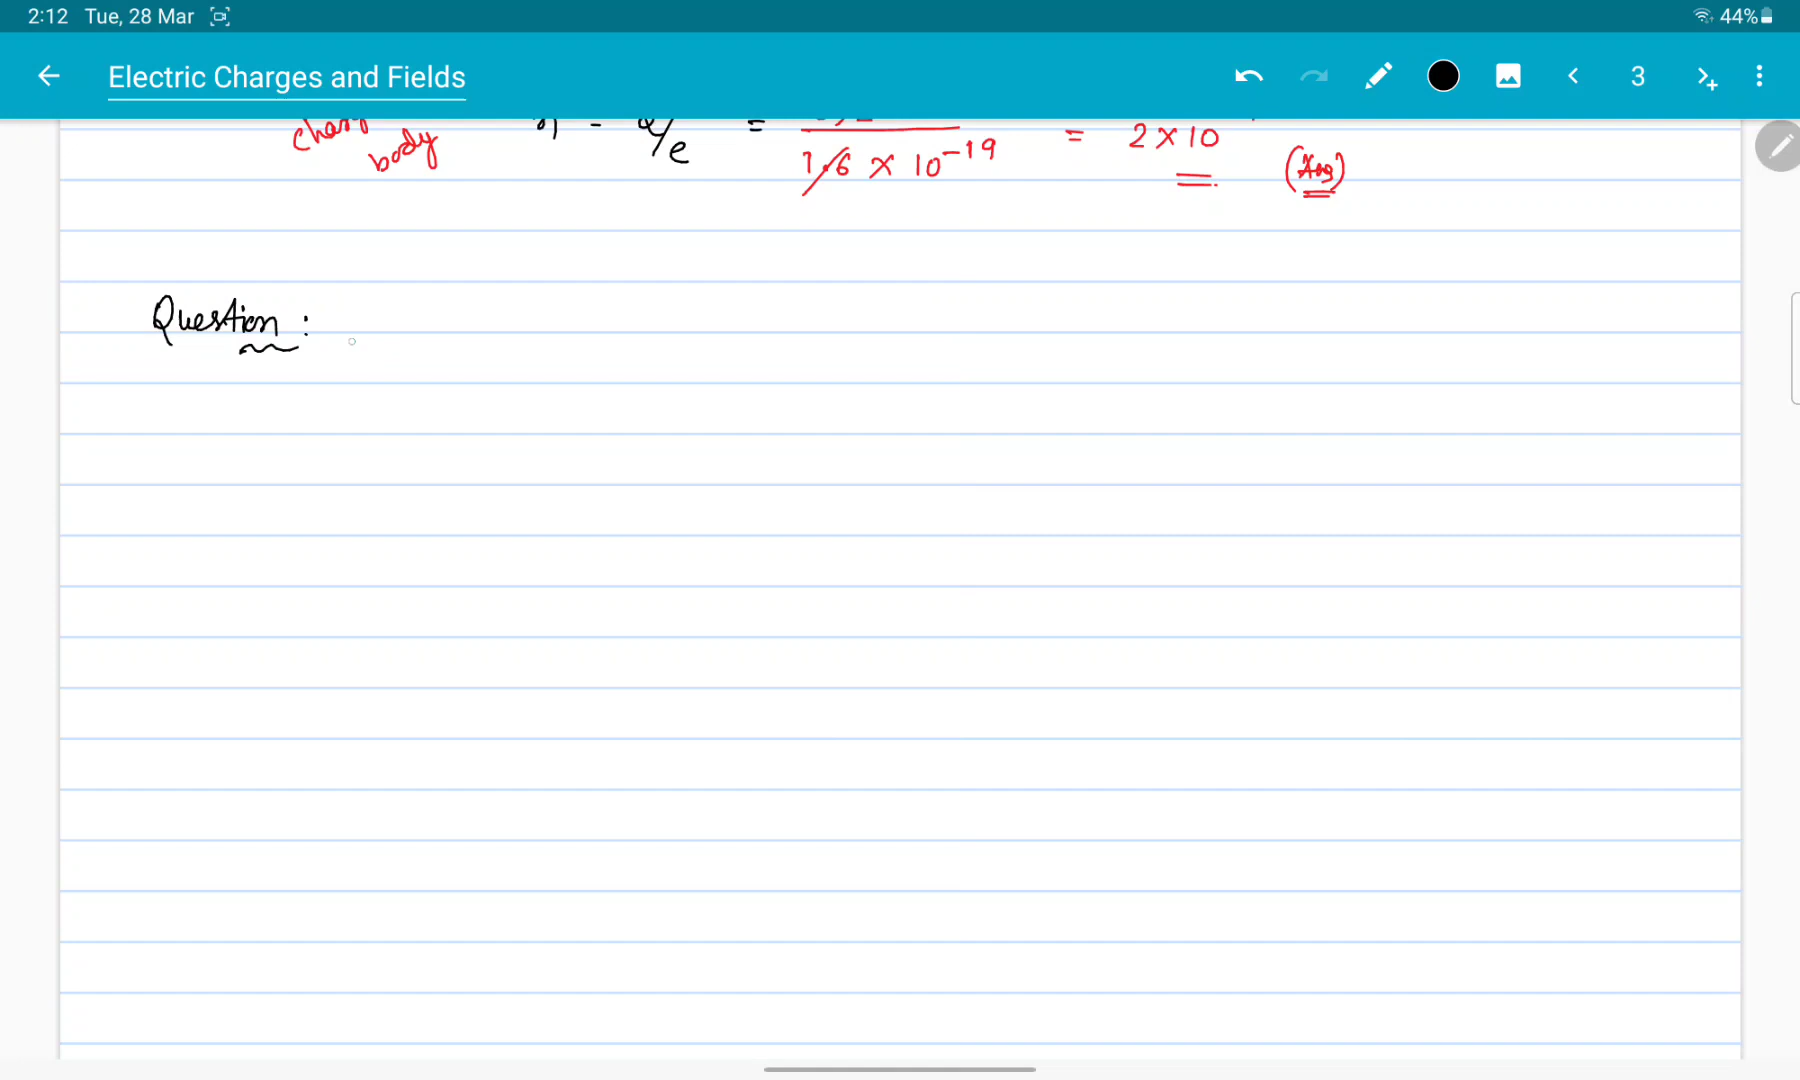 2:12 Tue, 28 Mar 44%
Electric Charges and Fields 3
body /e = 1.6 × 10⁻¹⁹ = 2 × 10 (Ans)
Question :